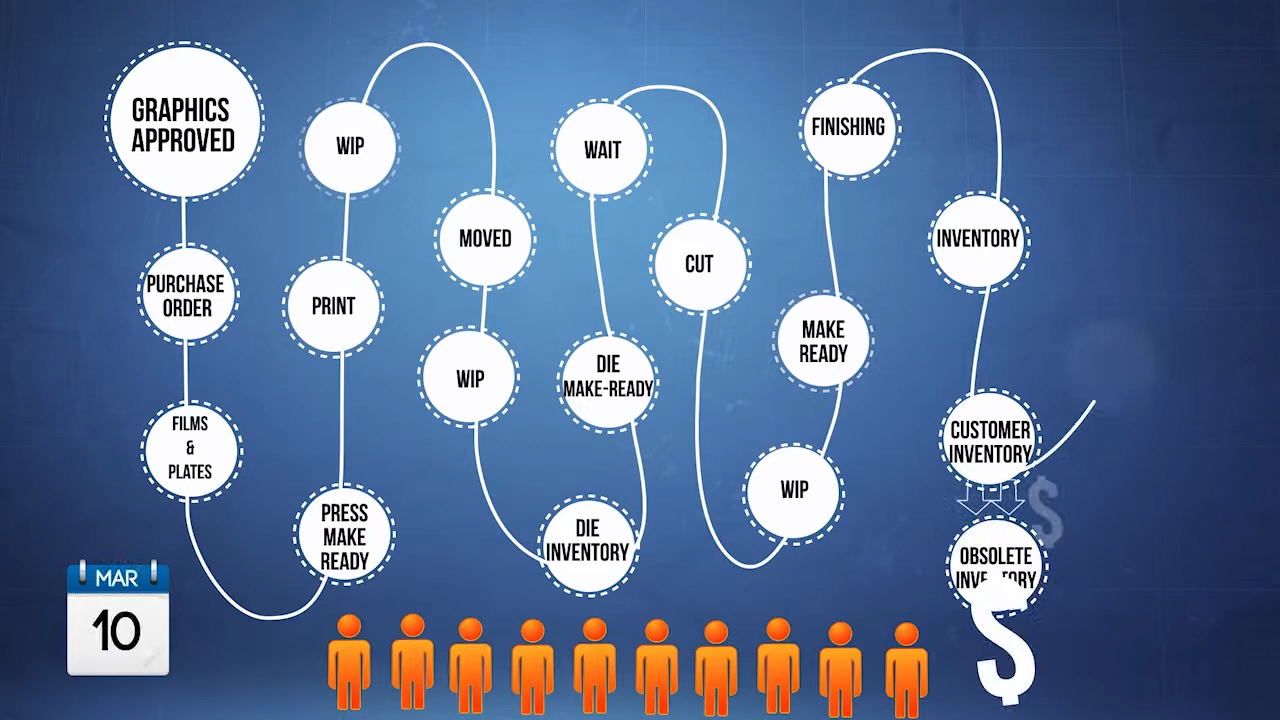 GRAPHICS
APPROVED
PURCHASE
ORDER
FILMS
&
PLATES
PRESS
MAKE
READY
PRINT
WIP
MOVED
WIP
DIE
INVENTORY
DIE
MAKE-READY
WAIT
CUT
WIP
MAKE
READY
FINISHING
INVENTORY
CUSTOMER
INVENTORY
OBSOLETE
$
$
MAR
10